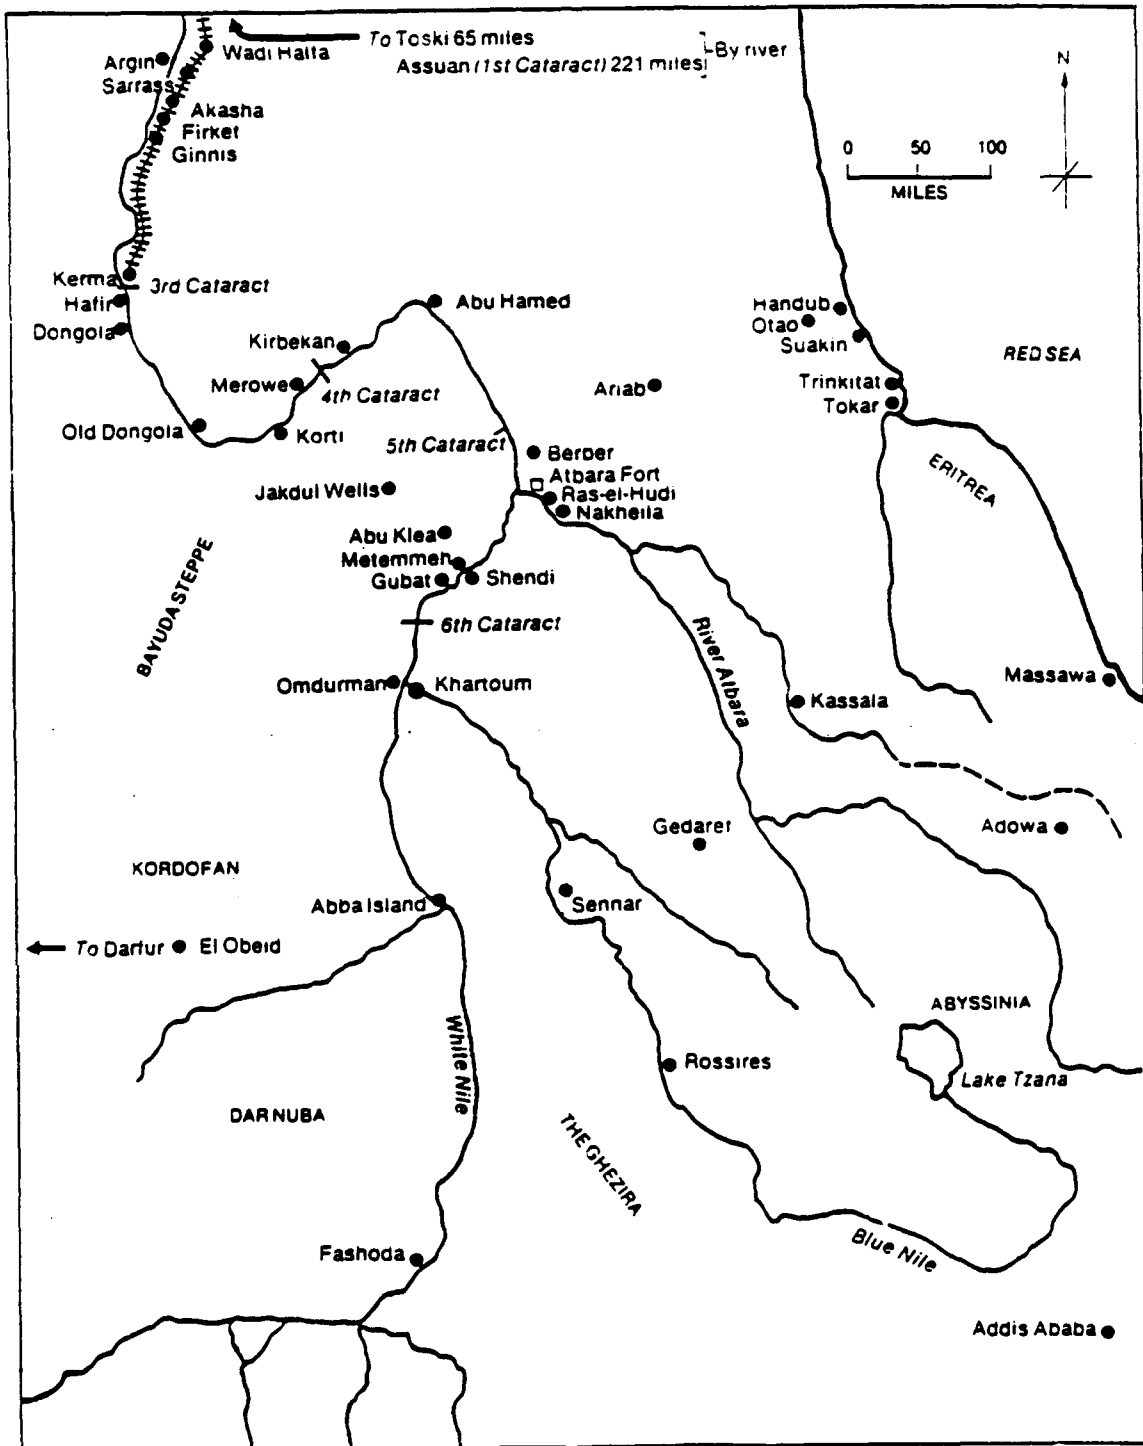 To Toski 65 miles
Assuan (1st Cataract) 221 miles
By river
Wadi Halfa
Argin
Sarrass
Akasha
Firket
Ginnis
N
0 50 100
MILES
Kerma
3rd Cataract
Hafir
Dongola
Abu Hamed
Kirbekan
Merowe
4th Cataract
Old Dongola
Korti
5th Cataract
Handub
Otao
Suakin
RED SEA
Ariab
Trinkitat
Tokar
ERITREA
Berber
Atbara Fort
Ras-el-Hudi
Nakheila
Jakdul Wells
Abu Klea
Metemmeh
Gubat
Shendi
BAYUDA STEPPE
6th Cataract
Omdurman
Khartoum
River Atbara
Kassala
Massawa
Gedaref
Adowa
KORDOFAN
Abba Island
Sennar
To Darfur
El Obeid
White Nile
ABYSSINIA
Lake Tzana
Rossires
DAR NUBA
THE GHEZIRA
Fashoda
Blue Nile
Addis Ababa